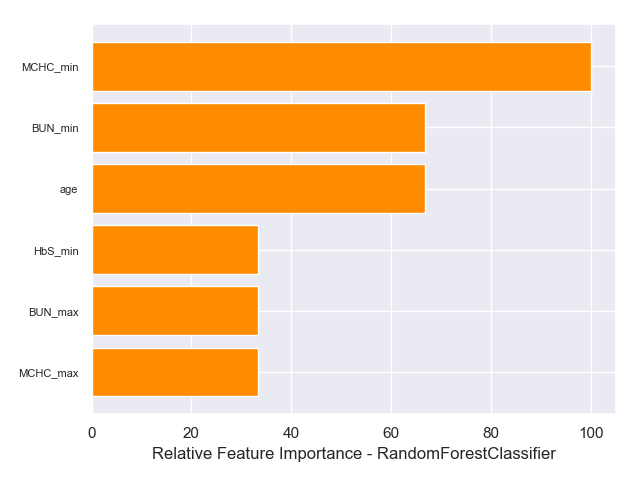 MCHC_min
BUN_min
age
HbS_min
BUN_max
MCHC_max
0 20 40 60 80 100
Relative Feature Importance - RandomForestClassifier